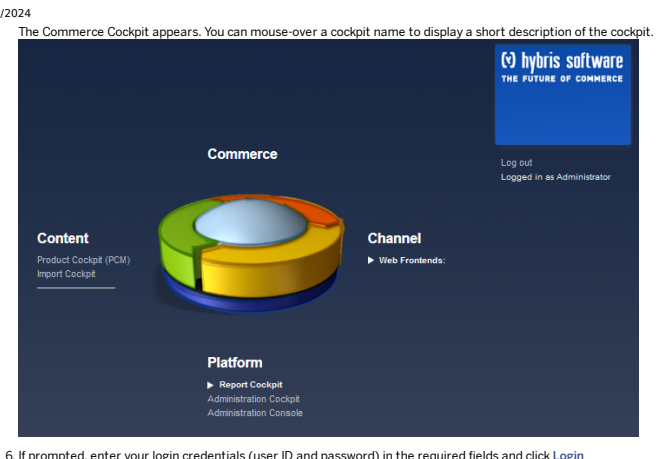 /2024
The Commerce Cockpit appears. You can mouse-over a cockpit name to display a short description of the cockpit.
(y) hybris software
THE FUTURE OF COMMERCE
Commerce
Log out
Logged in as Administrator
Content
Product Cockpit (PCM)
Import Cockpit
Channel
▶ Web Frontends:
Platform
▶ Report Cockpit
Administration Cockpit
Administration Console
6. If prompted, enter your login credentials (user ID and password) in the required fields and click Login